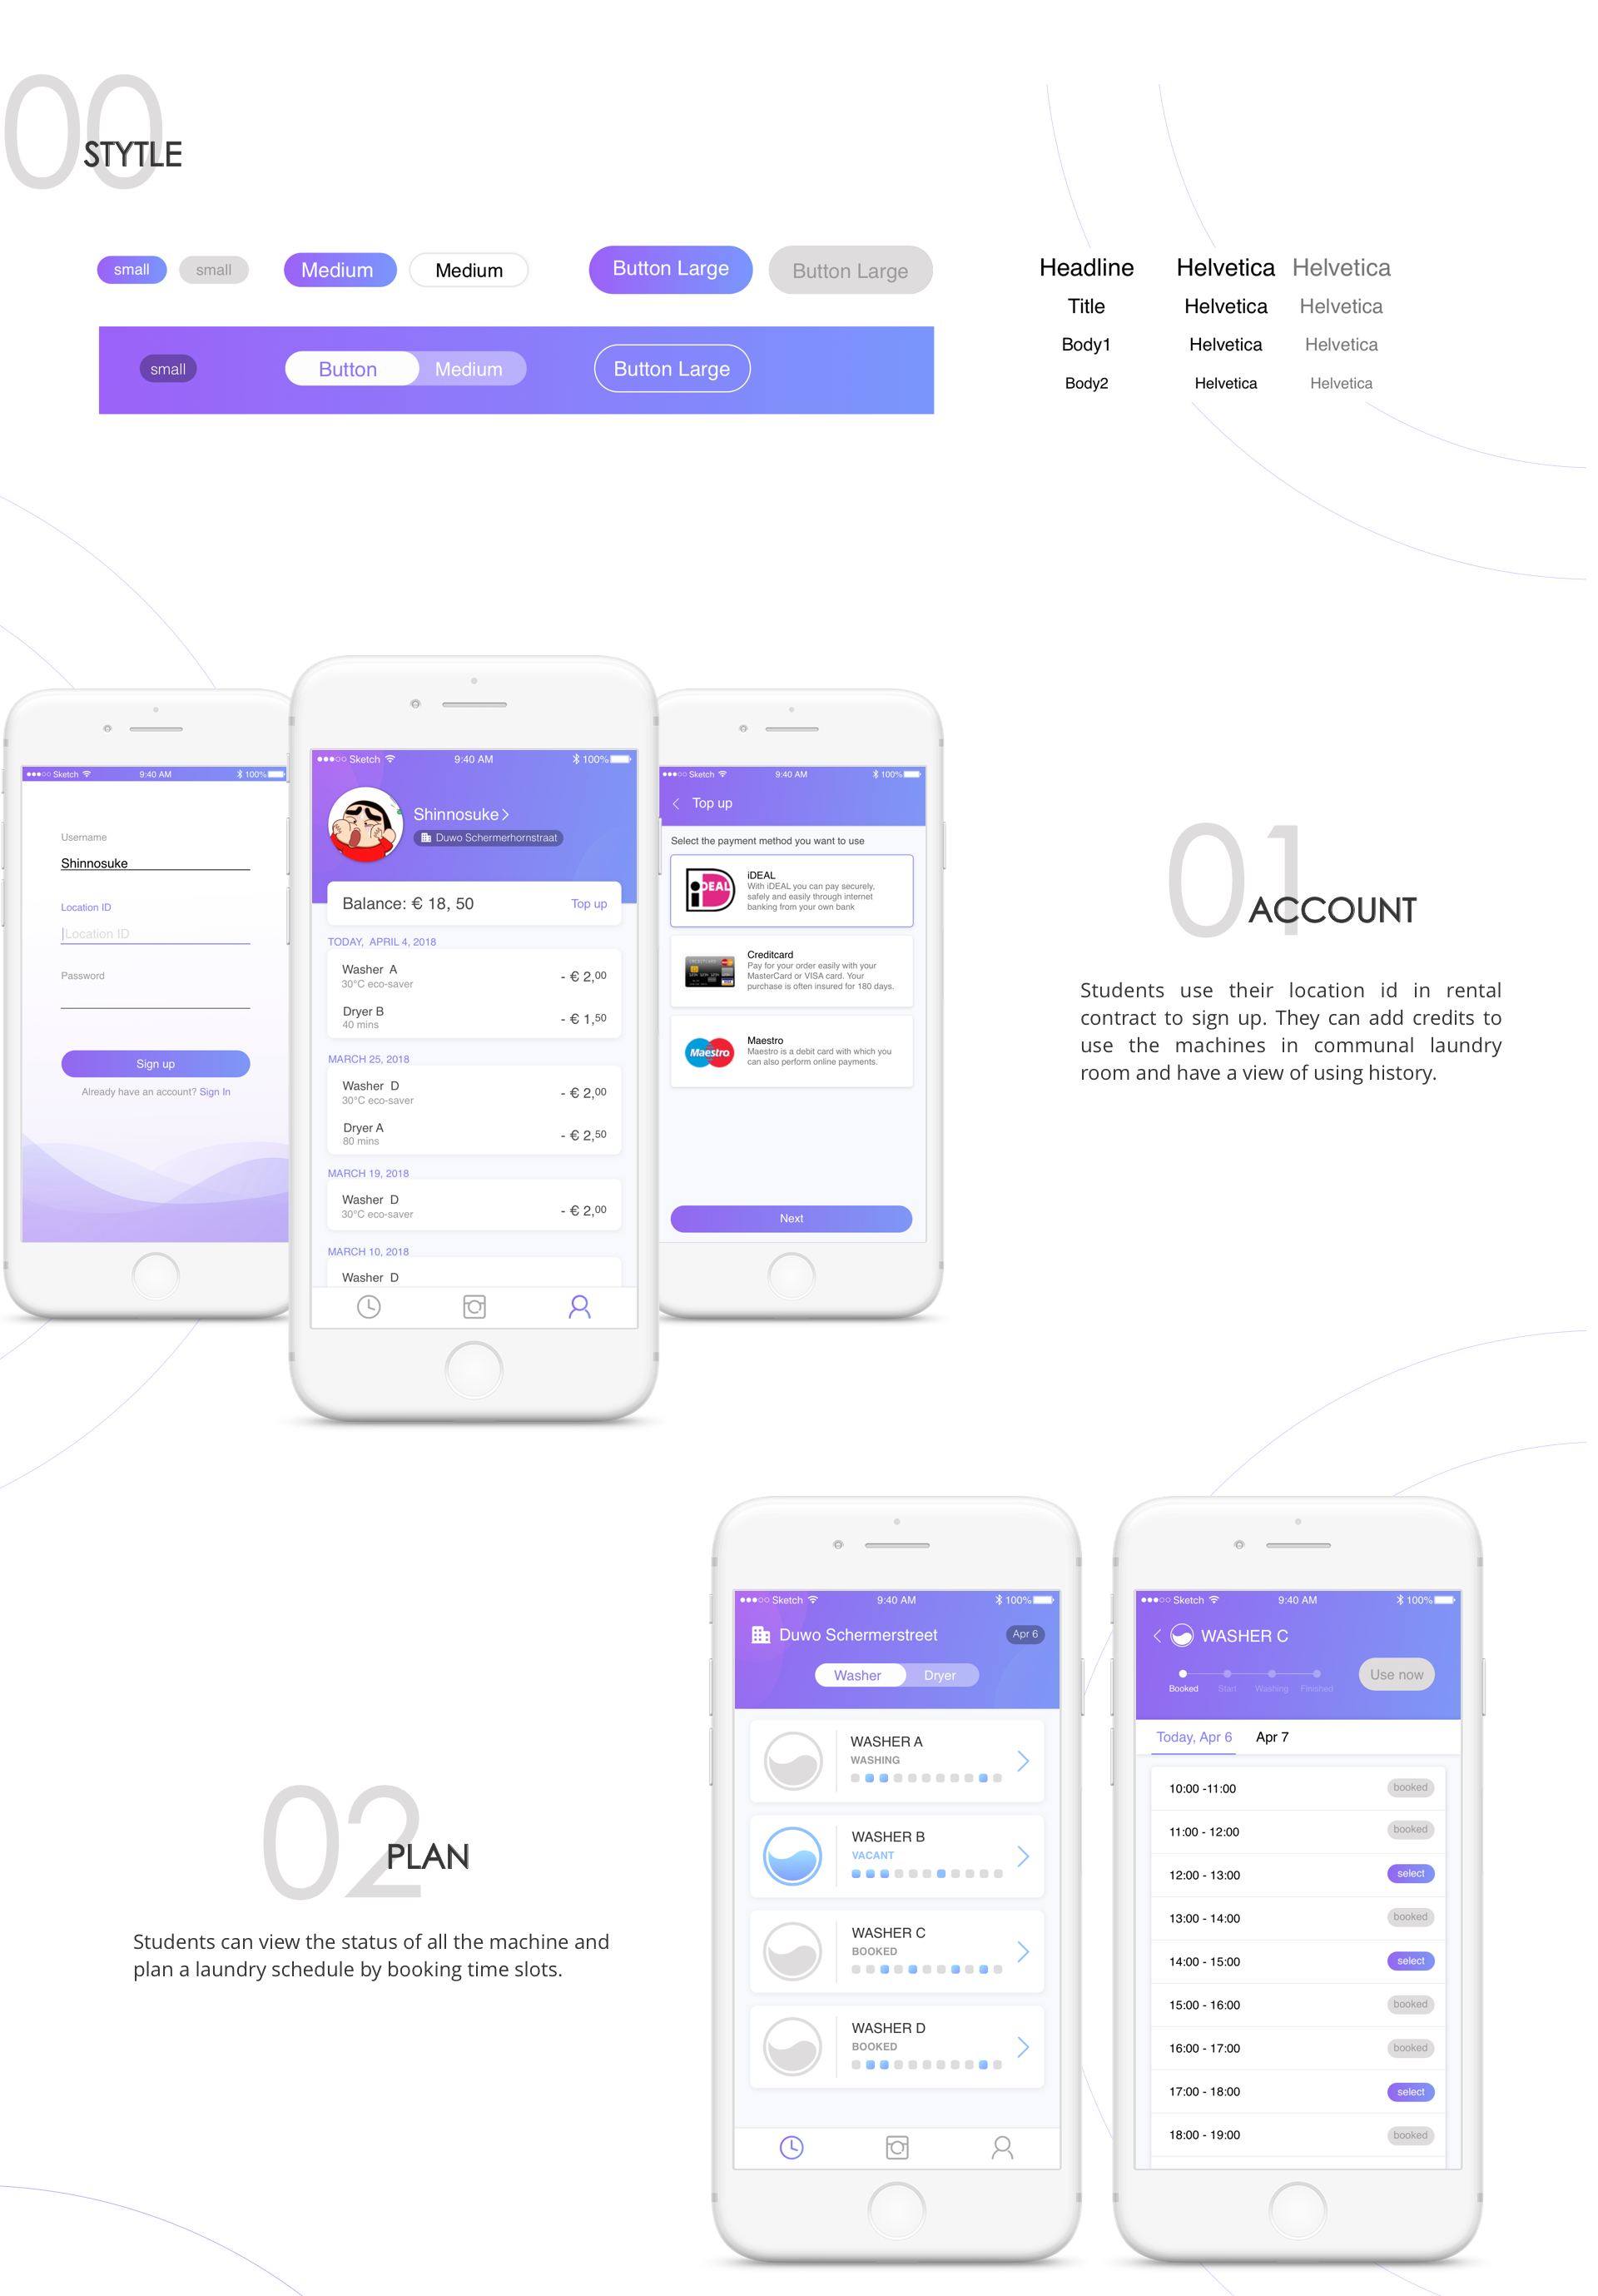 00
STYTLE
small
small
Medium
Medium
Button Large
Button Large
small
Button
Medium
Button Large
Headline
Helvetica
Helvetica
Title
Helvetica
Helvetica
Body1
Helvetica
Helvetica
Body2
Helvetica
Helvetica
Sketch
9:40 AM
100%
Username
Shinnosuke
Location ID
Location ID
Password
Sign up
Already have an account? Sign In
Sketch
9:40 AM
100%
Shinnosuke
Duwo Schermerhornstraat
Balance: € 18, 50
Top up
TODAY, APRIL 4, 2018
Washer A
30°C eco-saver
- € 2,00
Dryer B
40 mins
- € 1,50
MARCH 25, 2018
Washer D
30°C eco-saver
- € 2,00
Dryer A
80 mins
- € 2,50
MARCH 19, 2018
Washer D
30°C eco-saver
- € 2,00
MARCH 10, 2018
Washer D
Sketch
9:40 AM
100%
Top up
Select the payment method you want to use
iDEAL
iDEAL
With iDEAL you can pay securely,
safely and easily through internet
banking from your own bank
Creditcard
Pay for your order easily with your
MasterCard or VISA card. Your
purchase is often insured for 180 days.
Maestro
Maestro
Maestro is a debit card with which you
can also perform online payments.
Next
01
ACCOUNT
Students use their location id in rental
contract to sign up. They can add credits to
use the machines in communal laundry
room and have a view of using history.
02
PLAN
Students can view the status of all the machine and
plan a laundry schedule by booking time slots.
Sketch
9:40 AM
100%
Duwo Schermerstreet
Apr 6
Washer
Dryer
WASHER A
WASHING
WASHER B
VACANT
WASHER C
BOOKED
WASHER D
BOOKED
Sketch
9:40 AM
100%
WASHER C
Use now
Booked
Start
Washing
Finished
Today, Apr 6
Apr 7
10:00 -11:00
booked
11:00 - 12:00
booked
12:00 - 13:00
select
13:00 - 14:00
booked
14:00 - 15:00
select
15:00 - 16:00
booked
16:00 - 17:00
booked
17:00 - 18:00
select
18:00 - 19:00
booked